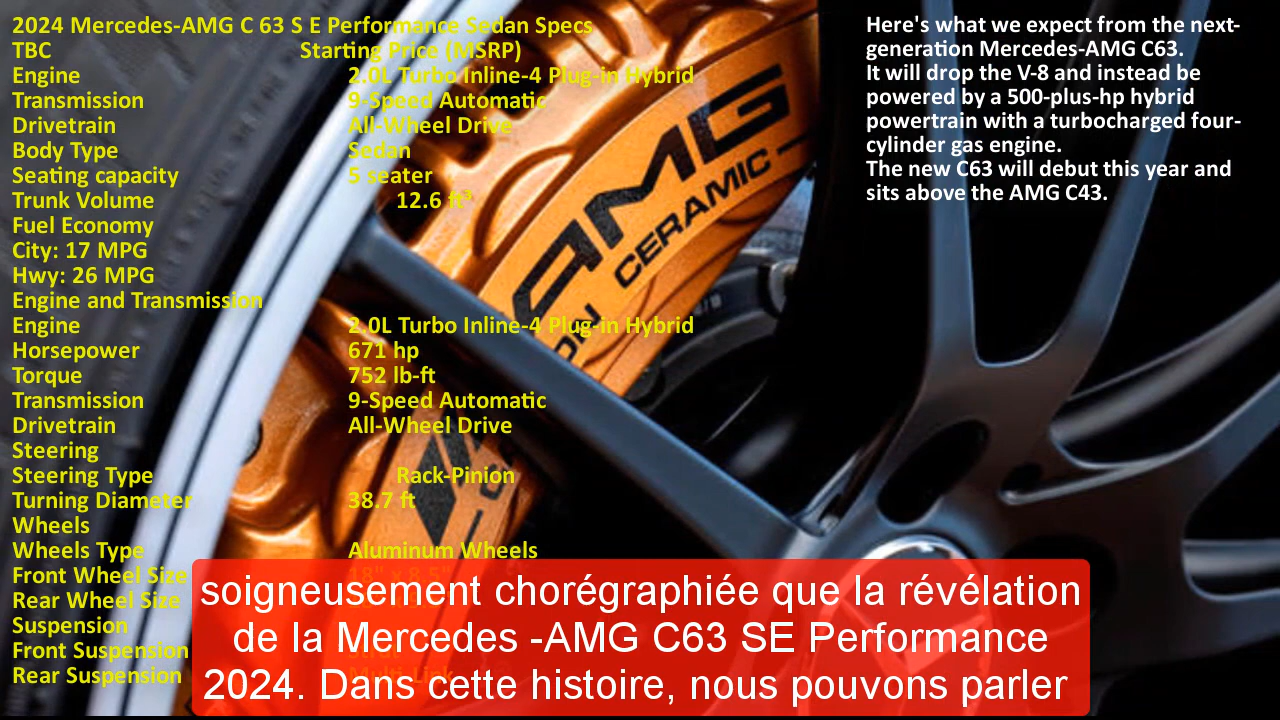 2024 Mercedes-AMG C 63 S E Performance Sedan Specs
TBC Starting Price (MSRP)
Engine 2.0L Turbo Inline-4 Plug-in Hybrid
Transmission 9-Speed Automatic
Drivetrain All-Wheel Drive
Body Type Sedan
Seating capacity 5 seater
Trunk Volume 12.6 ft³
Fuel Economy
City: 17 MPG
Hwy: 26 MPG
Engine and Transmission
Engine 2.0L Turbo Inline-4 Plug-in Hybrid
Horsepower 671 hp
Torque 752 lb-ft
Transmission 9-Speed Automatic
Drivetrain All-Wheel Drive
Steering
Steering Type Rack-Pinion
Turning Diameter 38.7 ft
Wheels
Wheels Type Aluminum Wheels
Front Wheel Size
Rear Wheel Size
Suspension
Front Suspension
Rear Suspension Multi-Link
Here's what we expect from the next-
generation Mercedes-AMG C63.
It will drop the V-8 and instead be
powered by a 500-plus-hp hybrid
powertrain with a turbocharged four-
cylinder gas engine.
The new C63 will debut this year and
sits above the AMG C43.
AMG
CERAMIC
soigneusement chorégraphiée que la révélation
de la Mercedes -AMG C63 SE Performance
2024. Dans cette histoire, nous pouvons parler